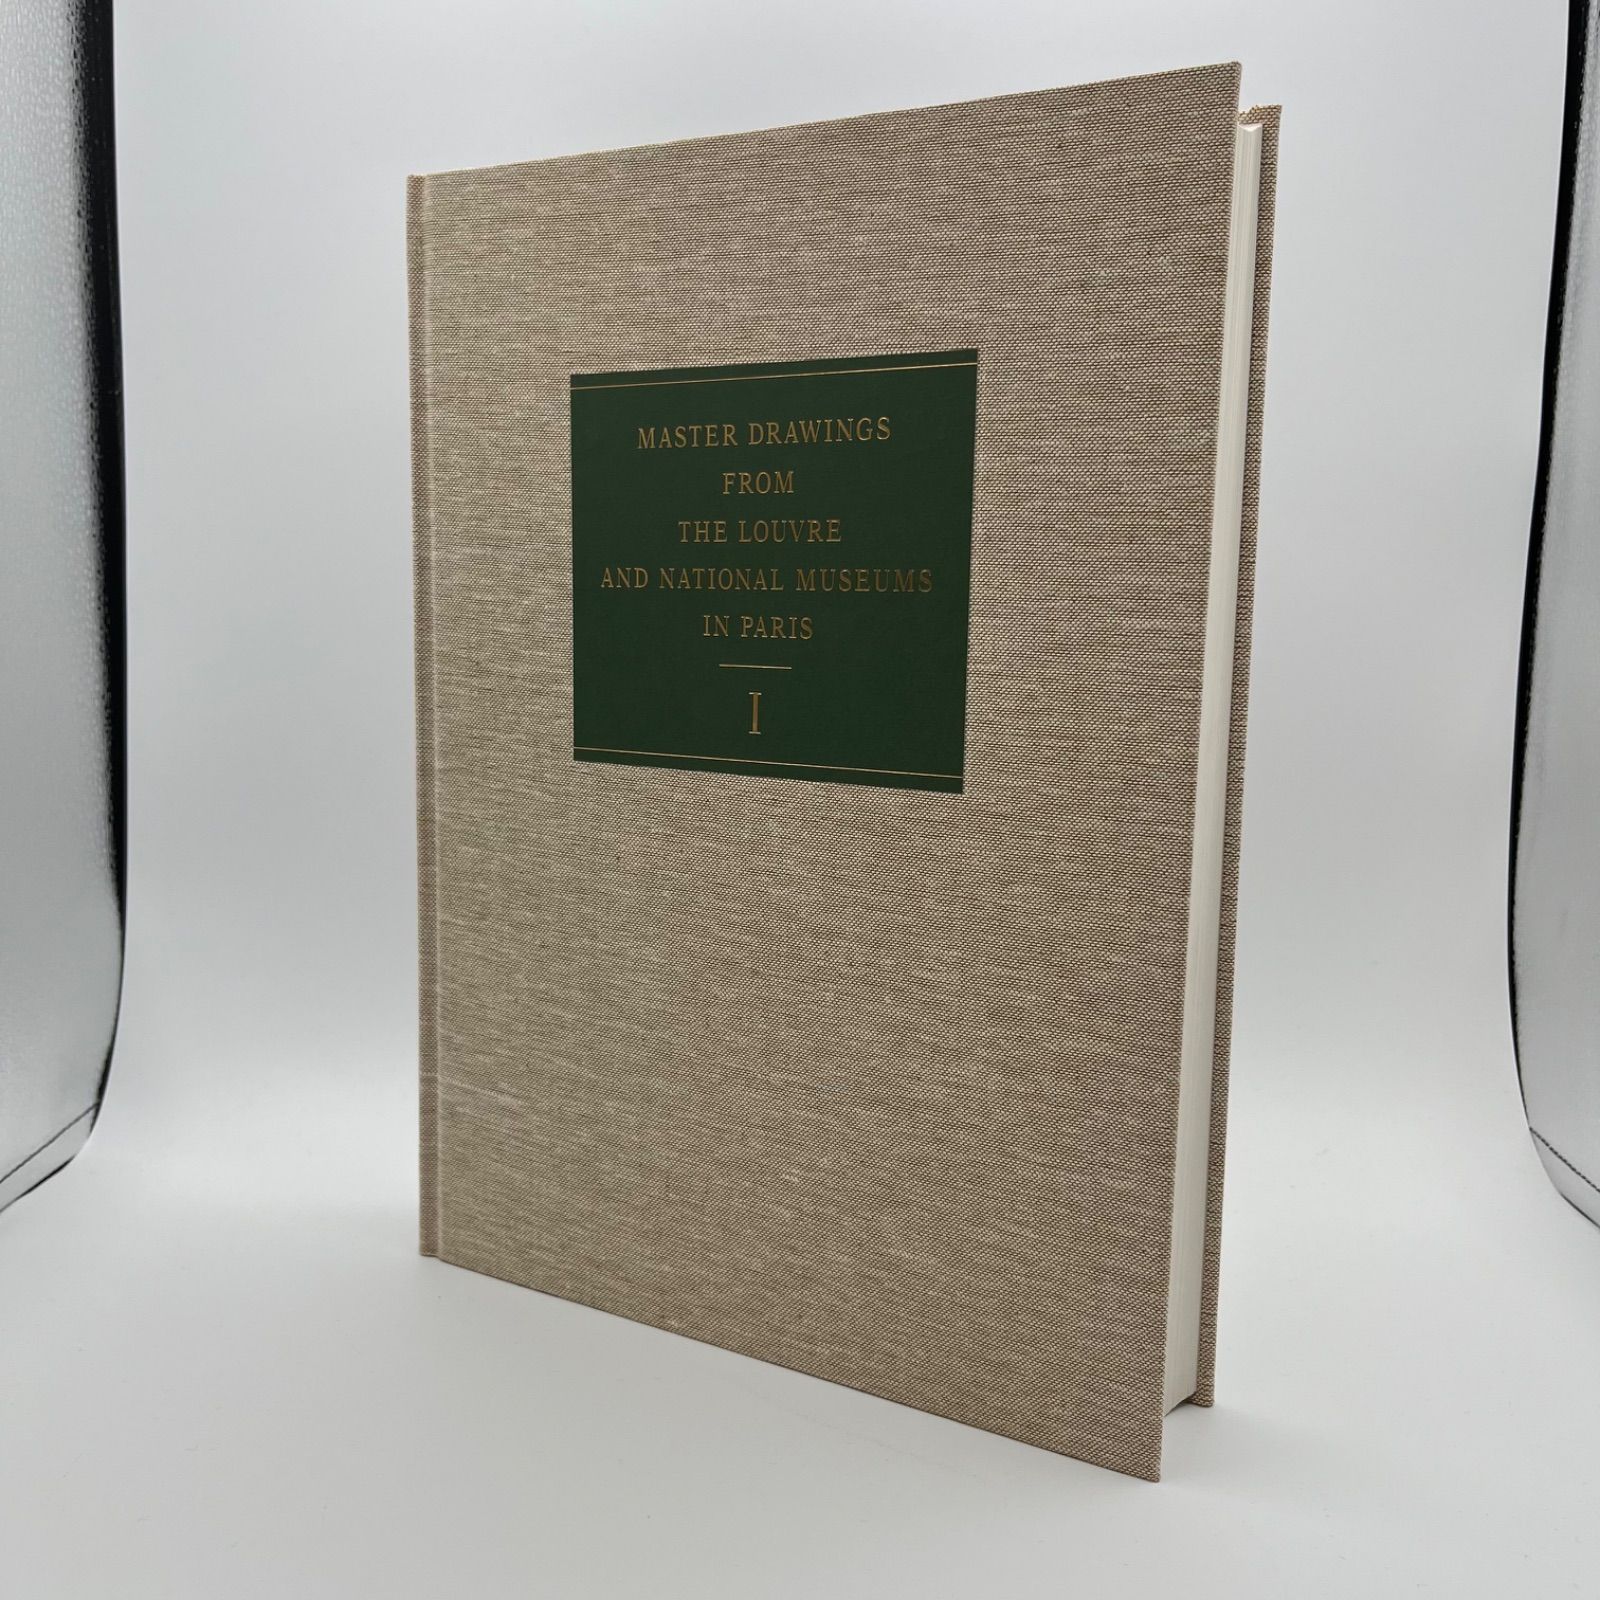 MASTER DRAWINGS
FROM
THE LOUVRE
AND NATIONAL MUSEUMS
IN PARIS
I